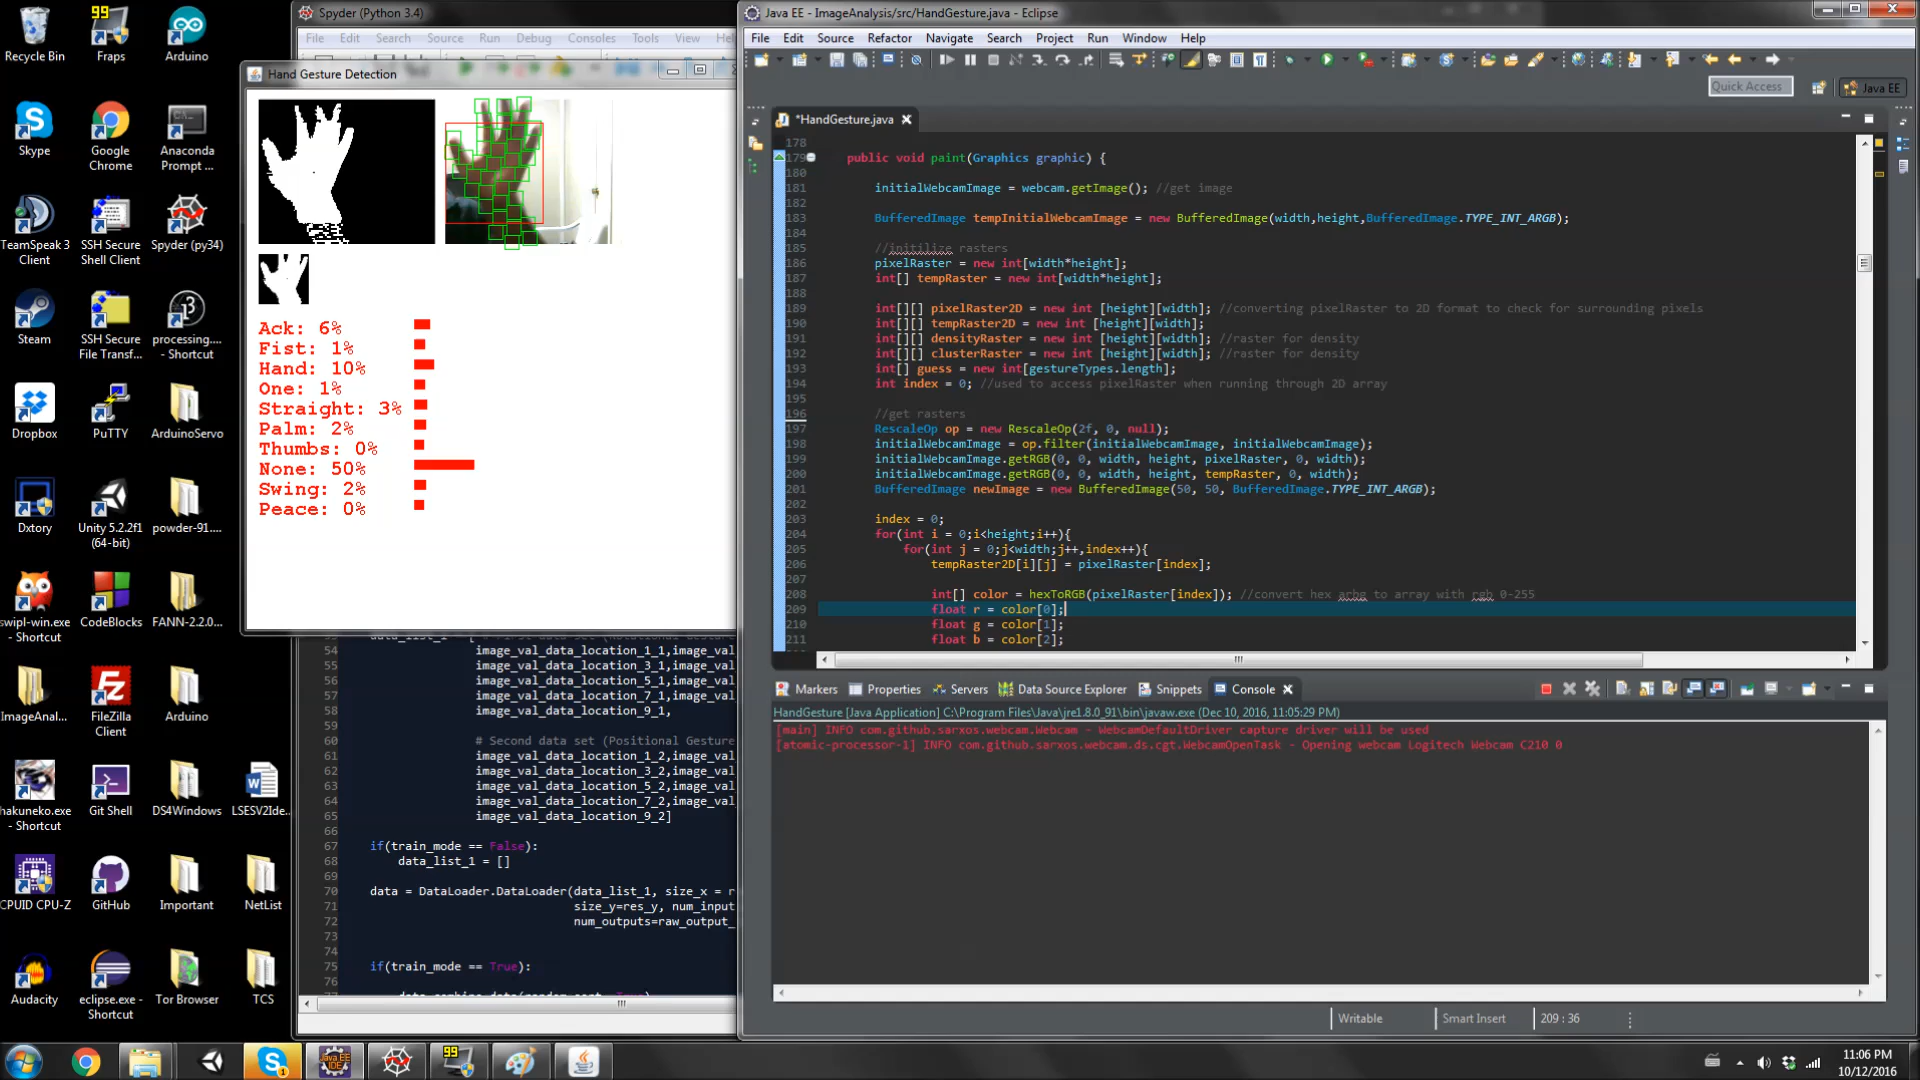 Recycle Bin
99
Fraps
Arduino
Skype
Google
Chrome
Anaconda
Prompt ...
TeamSpeak 3
Client
SSH Secure
Shell Client
Spyder (py34)
Steam
SSH Secure
File Transf...
processing....
- Shortcut
Dropbox
PuTTY
ArduinoServo
Dxtory
Unity 5.2.2f1
(64-bit)
powder-91....
swipl-win.exe
- Shortcut
CodeBlocks
FANN-2.2.0...
ImageAnal...
FileZilla
Client
Arduino
hakuneko.exe
- Shortcut
Git Shell
DS4Windows
LSESV2Ide...
CPUID CPU-Z
GitHub
Important
NetList
Audacity
eclipse.exe -
Shortcut
Tor Browser
TCS
Spyder (Python 3.4)
File Edit Search Source Run Debug Consoles Tools View
Hand Gesture Detection
Ack: 6%
Fist: 1%
Hand: 10%
One: 1%
Straight: 3%
Palm: 2%
Thumbs: 0%
None: 50%
Swing: 2%
Peace: 0%
54 image_val_data_location_1_1,image_val
55 image_val_data_location_3_1,image_val
56 image_val_data_location_5_1,image_val
57 image_val_data_location_7_1,image_val
58 image_val_data_location_9_1,
59
60 # Second data set (Positional Gesture
61 image_val_data_location_1_2,image_val
62 image_val_data_location_3_2,image_val
63 image_val_data_location_5_2,image_val
64 image_val_data_location_7_2,image_val
65 image_val_data_location_9_2]
66
67 if(train_mode == False):
68 data_list_1 = []
69
70 data = DataLoader.DataLoader(data_list_1, size_x = r
71 size_y=res_y, num_input
72 num_outputs=raw_output_
73
74
75 if(train_mode == True):
76
Java EE - ImageAnalysis/src/HandGesture.java - Eclipse
File Edit Source Refactor Navigate Search Project Run Window Help
Quick Access
Java EE
*HandGesture.java
178
179 public void paint(Graphics graphic) {
180
181 initialWebcamImage = webcam.getImage(); //get image
182
183 BufferedImage tempInitialWebcamImage = new BufferedImage(width,height,BufferedImage.TYPE_INT_ARGB);
184
185 //initilize rasters
186 pixelRaster = new int[width*height];
187 int[] tempRaster = new int[width*height];
188
189 int[][] pixelRaster2D = new int [height][width]; //converting pixelRaster to 2D format to check for surrounding pixels
190 int[][] tempRaster2D = new int [height][width];
191 int[][] densityRaster = new int [height][width]; //raster for density
192 int[][] clusterRaster = new int [height][width]; //raster for density
193 int[] guess = new int[gestureTypes.length];
194 int index = 0; //used to access pixelRaster when running through 2D array
195
196 //get rasters
197 RescaleOp op = new RescaleOp(2f, 0, null);
198 initialWebcamImage = op.filter(initialWebcamImage, initialWebcamImage);
199 initialWebcamImage.getRGB(0, 0, width, height, pixelRaster, 0, width);
200 initialWebcamImage.getRGB(0, 0, width, height, tempRaster, 0, width);
201 BufferedImage newImage = new BufferedImage(50, 50, BufferedImage.TYPE_INT_ARGB);
202
203 index = 0;
204 for(int i = 0;i<height;i++){
205 for(int j = 0;j<width;j++,index++){
206 tempRaster2D[i][j] = pixelRaster[index];
207
208 int[] color = hexToRGB(pixelRaster[index]); //convert hex arbg to array with rgb 0-255
209 float r = color[0];
210 float g = color[1];
211 float b = color[2];
Markers Properties Servers Data Source Explorer Snippets Console
HandGesture [Java Application] C:\Program Files\Java\jre1.8.0_91\bin\javaw.exe (Dec 10, 2016, 11:05:29 PM)
[main] INFO com.github.sarxos.webcam.Webcam - WebcamDefaultDriver capture driver will be used
[atomic-processor-1] INFO com.github.sarxos.webcam.ds.cgt.WebcamOpenTask - Opening webcam Logitech Webcam C210 0
Writable Smart Insert 209 : 36
11:06 PM
10/12/2016